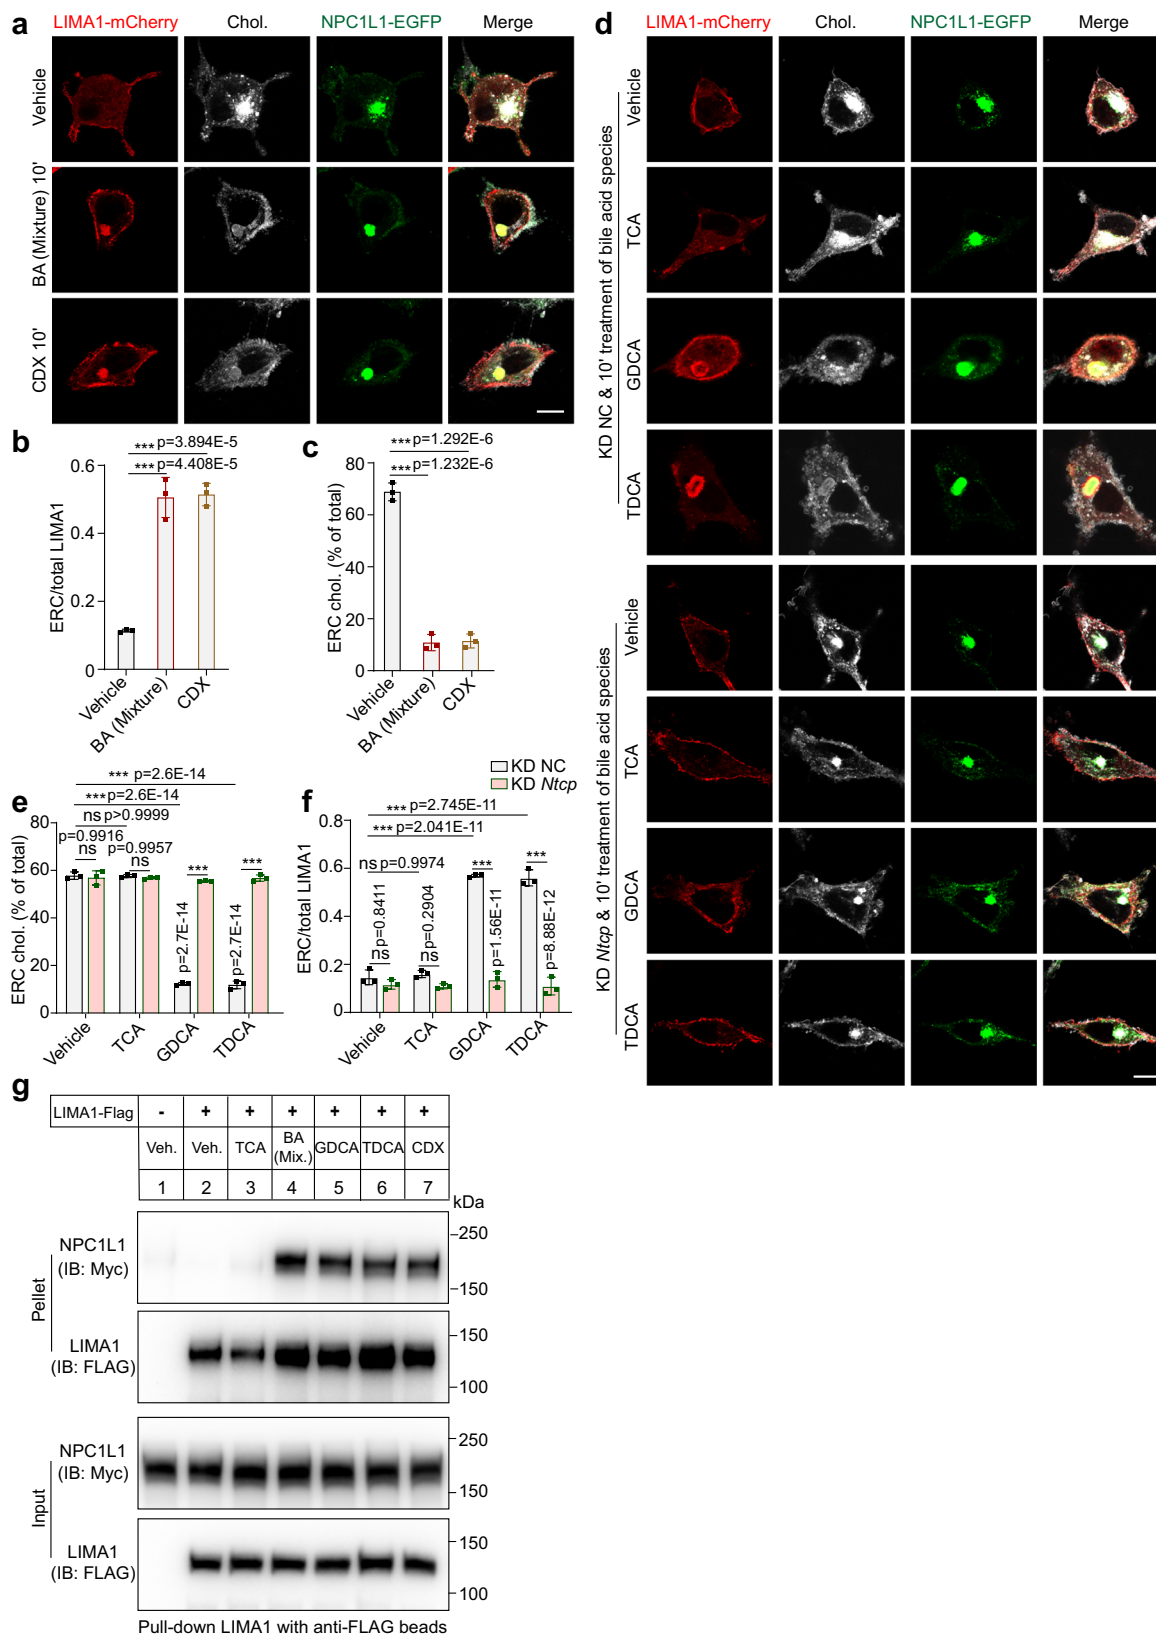 a
LIMA1-mCherry Chol. NPC1L1-EGFP Merge
Vehicle
BA (Mixture) 10'
CDX 10'
b
*** p=3.894E-5
*** p=4.408E-5
ERC/total LIMA1
0.6
0.4
0.2
0
Vehicle
BA (Mixture)
CDX
c
*** p=1.292E-6
*** p=1.232E-6
ERC chol. (% of total)
80
60
40
20
0
Vehicle
BA (Mixture)
CDX
d
LIMA1-mCherry Chol. NPC1L1-EGFP Merge
KD NC & 10' treatment of bile acid species
Vehicle
TCA
GDCA
TDCA
KD Ntcp & 10' treatment of bile acid species
Vehicle
TCA
GDCA
TDCA
KD NC
KD Ntcp
e
*** p=2.6E-14
*** p=2.6E-14
ns p>0.9999
p=0.9916 p=0.9957
ns ns *** ***
p=2.7E-14 p=2.7E-14
ERC chol. (% of total)
80
60
40
20
0
Vehicle
TCA
GDCA
TDCA
f
*** p=2.745E-11
*** p=2.041E-11
ns p=0.9974
*** ***
p=0.8411 p=0.2904 p=1.56E-11 p=8.88E-12
ns ns
ERC/total LIMA1
0.8
0.6
0.4
0.2
0
Vehicle
TCA
GDCA
TDCA
g
LIMA1-Flag - + + + + + +
Veh. Veh. TCA BA (Mix.) GDCA TDCA CDX
1 2 3 4 5 6 7
kDa
Pellet
NPC1L1
(IB: Myc)
250
150
LIMA1
(IB: FLAG)
150
100
Input
NPC1L1
(IB: Myc)
250
150
LIMA1
(IB: FLAG)
150
100
Pull-down LIMA1 with anti-FLAG beads